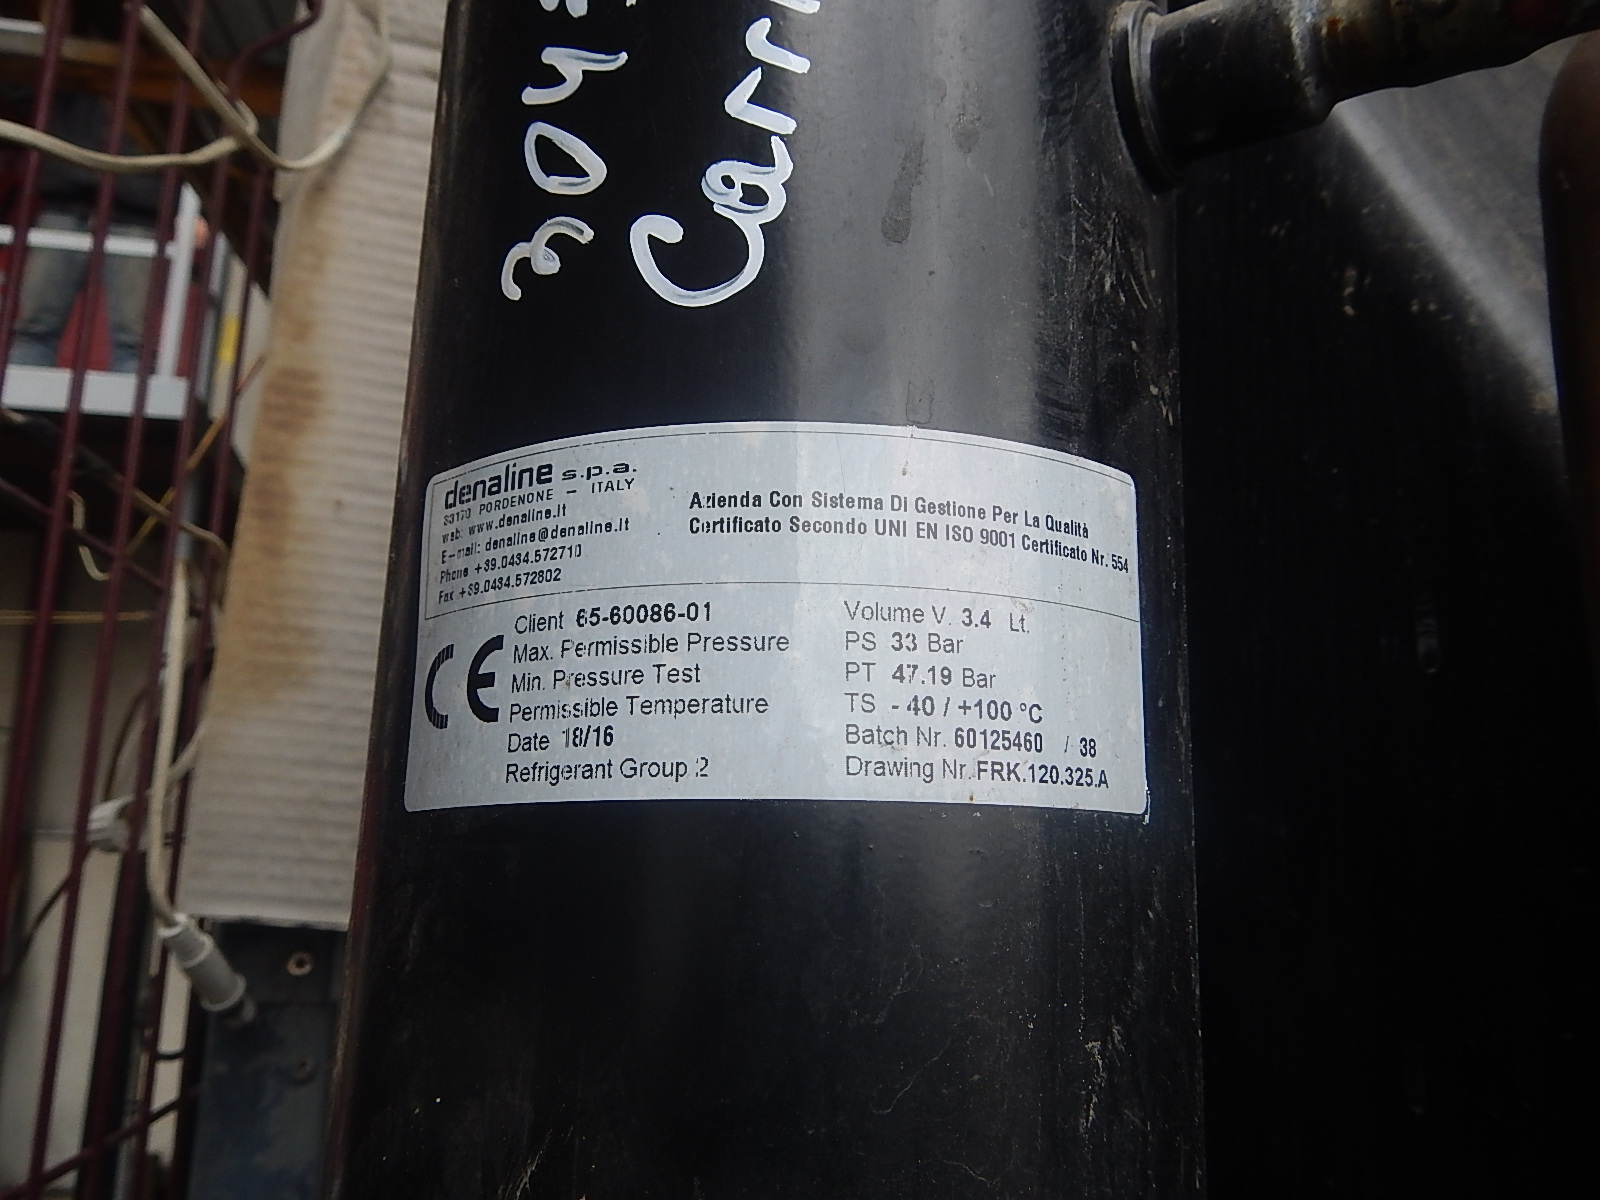 304
Carr
denaline s.p.a.
33170 PORDENONE - ITALY
web: www.denaline.it
E-mail: denaline@denaline.it
Phone +39.0434.572710
Fax +39.0434.572802
Azienda Con Sistema Di Gestione Per La Qualità
Certificato Secondo UNI EN ISO 9001 Certificato Nr. 554
CE
Client 65-60086-01
Max. Permissible Pressure
Min. Pressure Test
Permissible Temperature
Date 18/16
Refrigerant Group 2
Volume V. 3.4 Lt.
PS 33 Bar
PT 47.19 Bar
TS - 40 / +100 °C
Batch Nr. 60125460 / 38
Drawing Nr. FRK.120.325.A